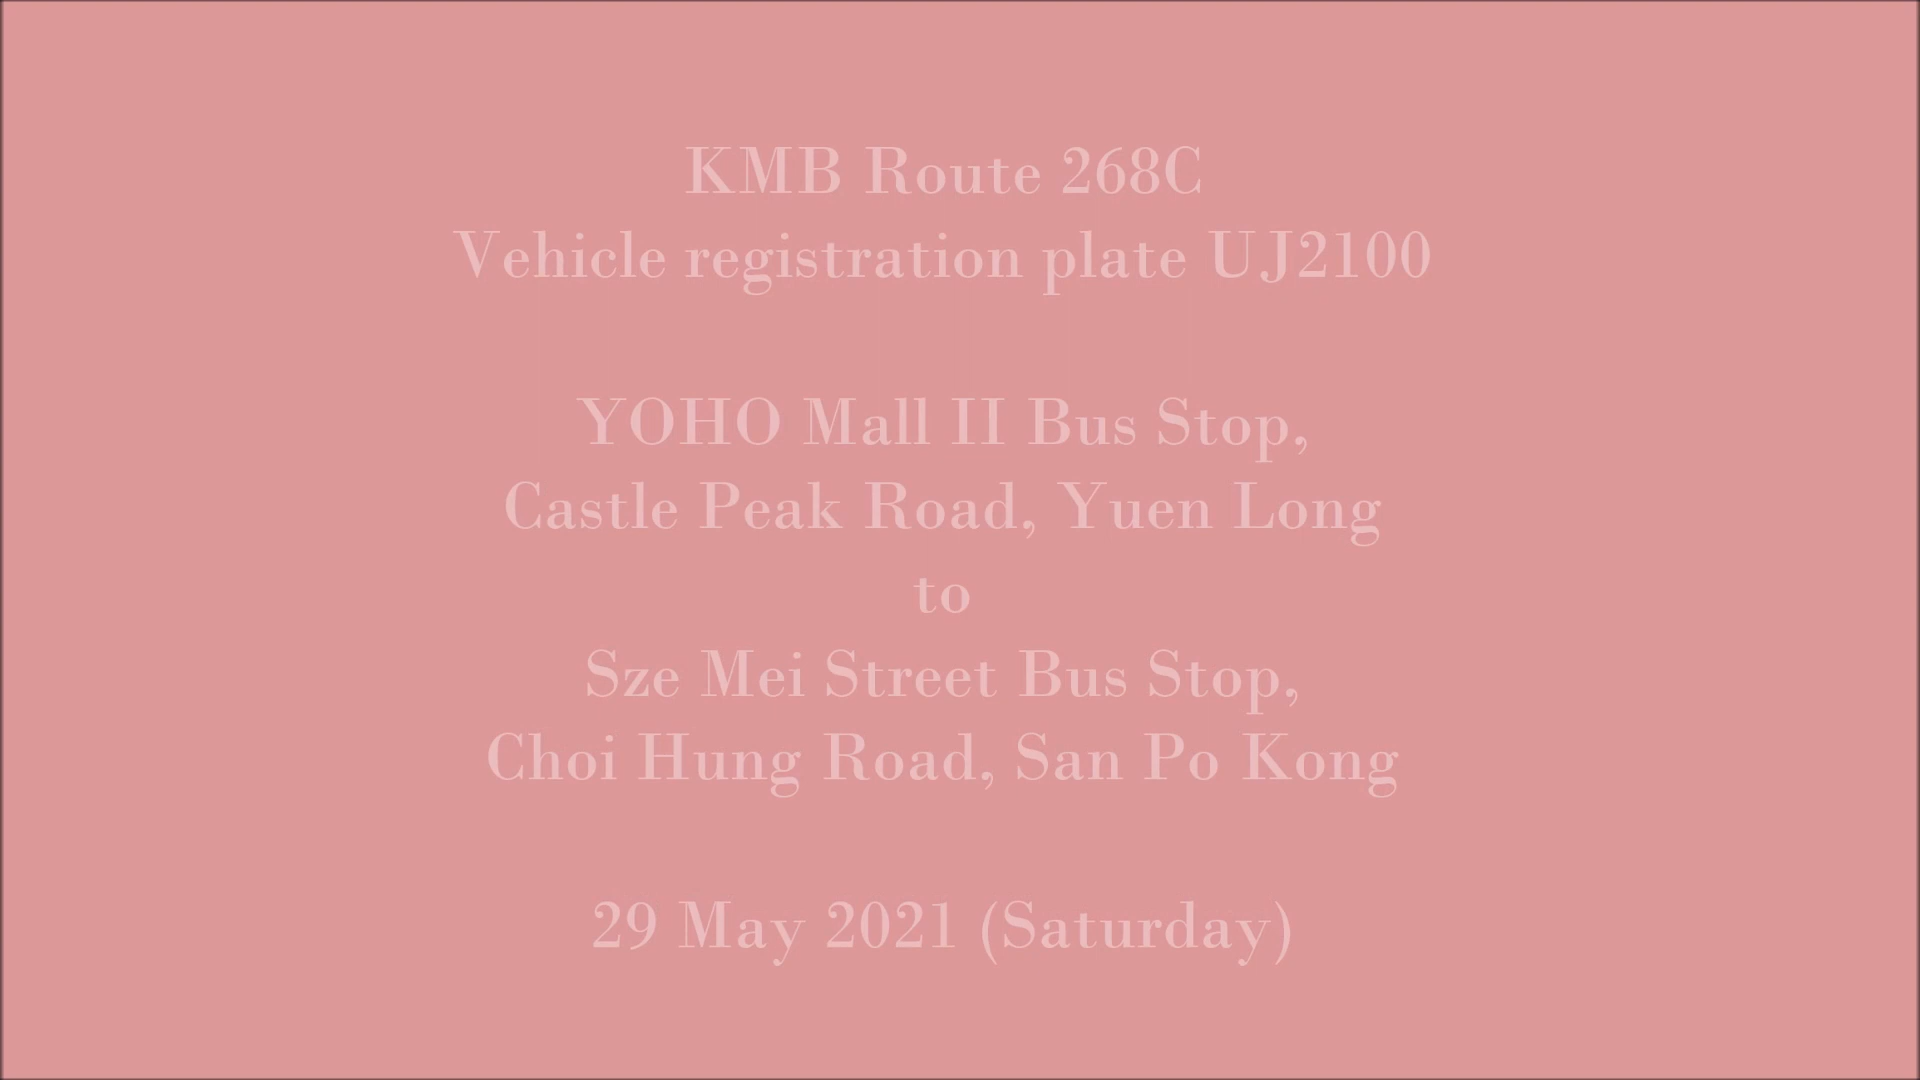 KMB Route 268C
Vehicle registration plate UJ2100
YOHO Mall II Bus Stop,
Castle Peak Road, Yuen Long
to
Sze Mei Street Bus Stop,
Choi Hung Road, San Po Kong
29 May 2021 (Saturday)